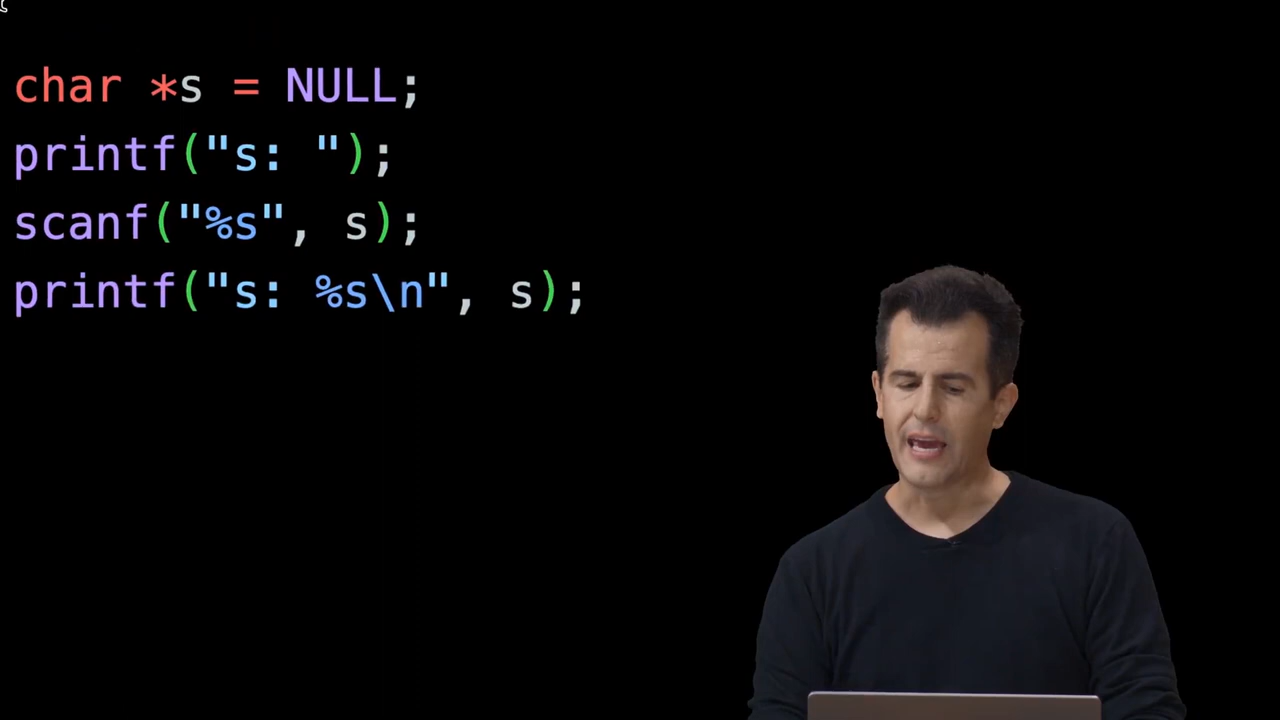 char *s = NULL;
printf("s: ");
scanf("%s", s);
printf("s: %s\n", s);